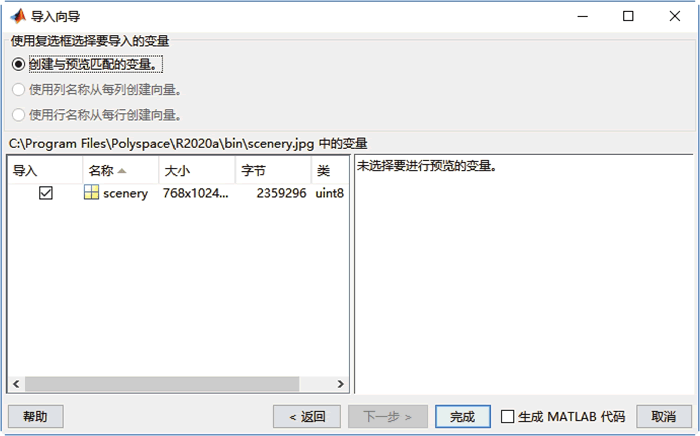 导入向导
使用复选框选择要导入的变量
创建与预览匹配的变量。
使用列名称从每列创建向量。
使用行名称从每行创建向量。
C:\Program Files\Polyspace\R2020a\bin\scenery.jpg 中的变量
导入 名称 大小 字节 类
scenery 768x1024... 2359296 uint8
未选择要进行预览的变量。
帮助 < 返回 下一步 > 完成 生成 MATLAB 代码 取消